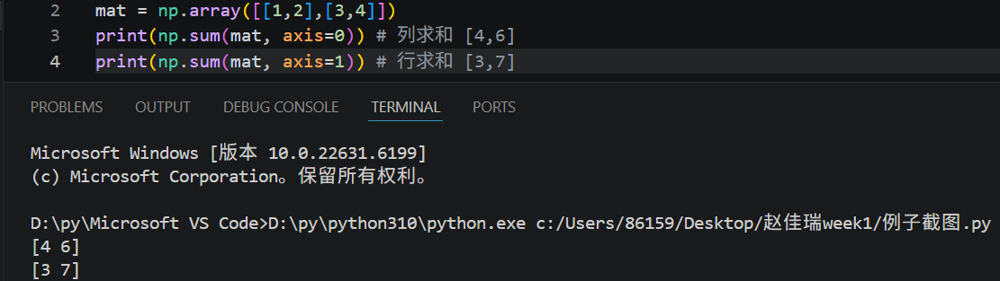 2 mat = np.array([[1,2],[3,4]])
3 print(np.sum(mat, axis=0)) # 列求和 [4,6]
4 print(np.sum(mat, axis=1)) # 行求和 [3,7]
PROBLEMS OUTPUT DEBUG CONSOLE TERMINAL PORTS
Microsoft Windows [版本 10.0.22631.6199]
(c) Microsoft Corporation。保留所有权利。
D:\py\Microsoft VS Code>D:\py\python310\python.exe c:/Users/86159/Desktop/赵佳瑞week1/例子截图.py
[4 6]
[3 7]